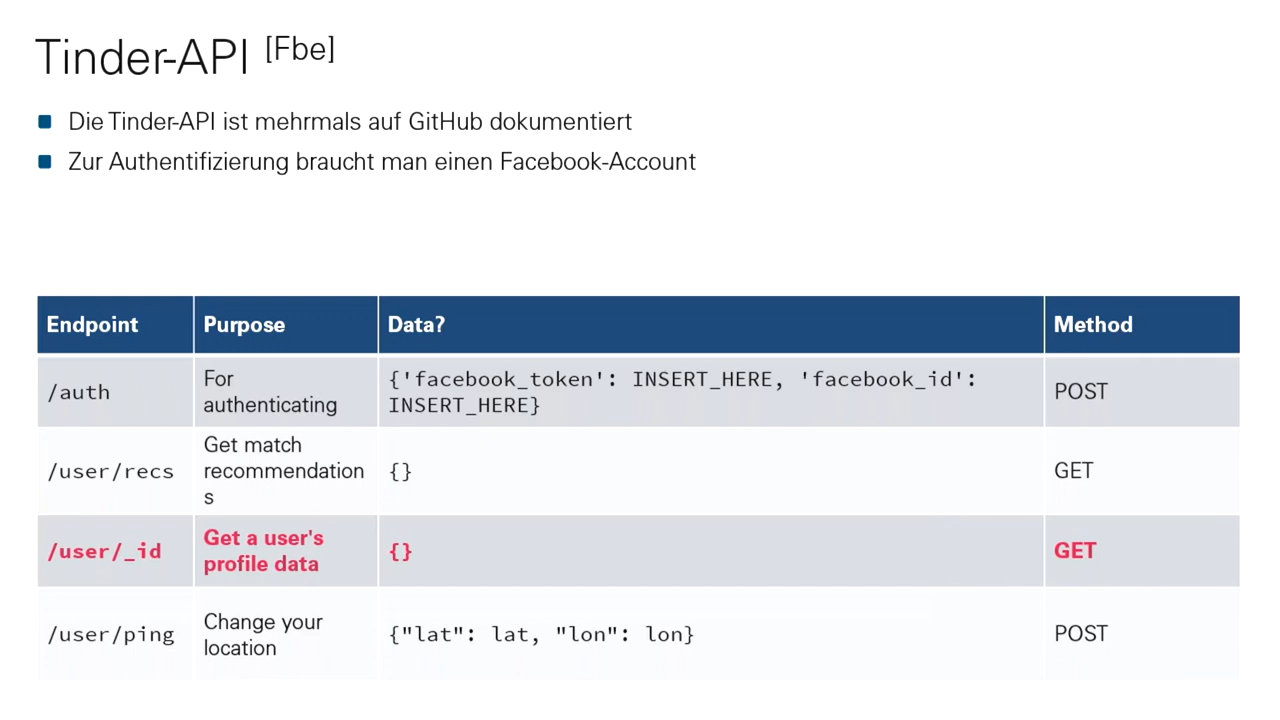 Tinder-API [Fbe]
Die Tinder-API ist mehrmals auf GitHub dokumentiert
Zur Authentifizierung braucht man einen Facebook-Account
Endpoint Purpose Data? Method
/auth For authenticating {'facebook_token': INSERT_HERE, 'facebook_id': INSERT_HERE} POST
/user/recs Get match recommendations {} GET
/user/_id Get a user's profile data {} GET
/user/ping Change your location {"lat": lat, "lon": lon} POST